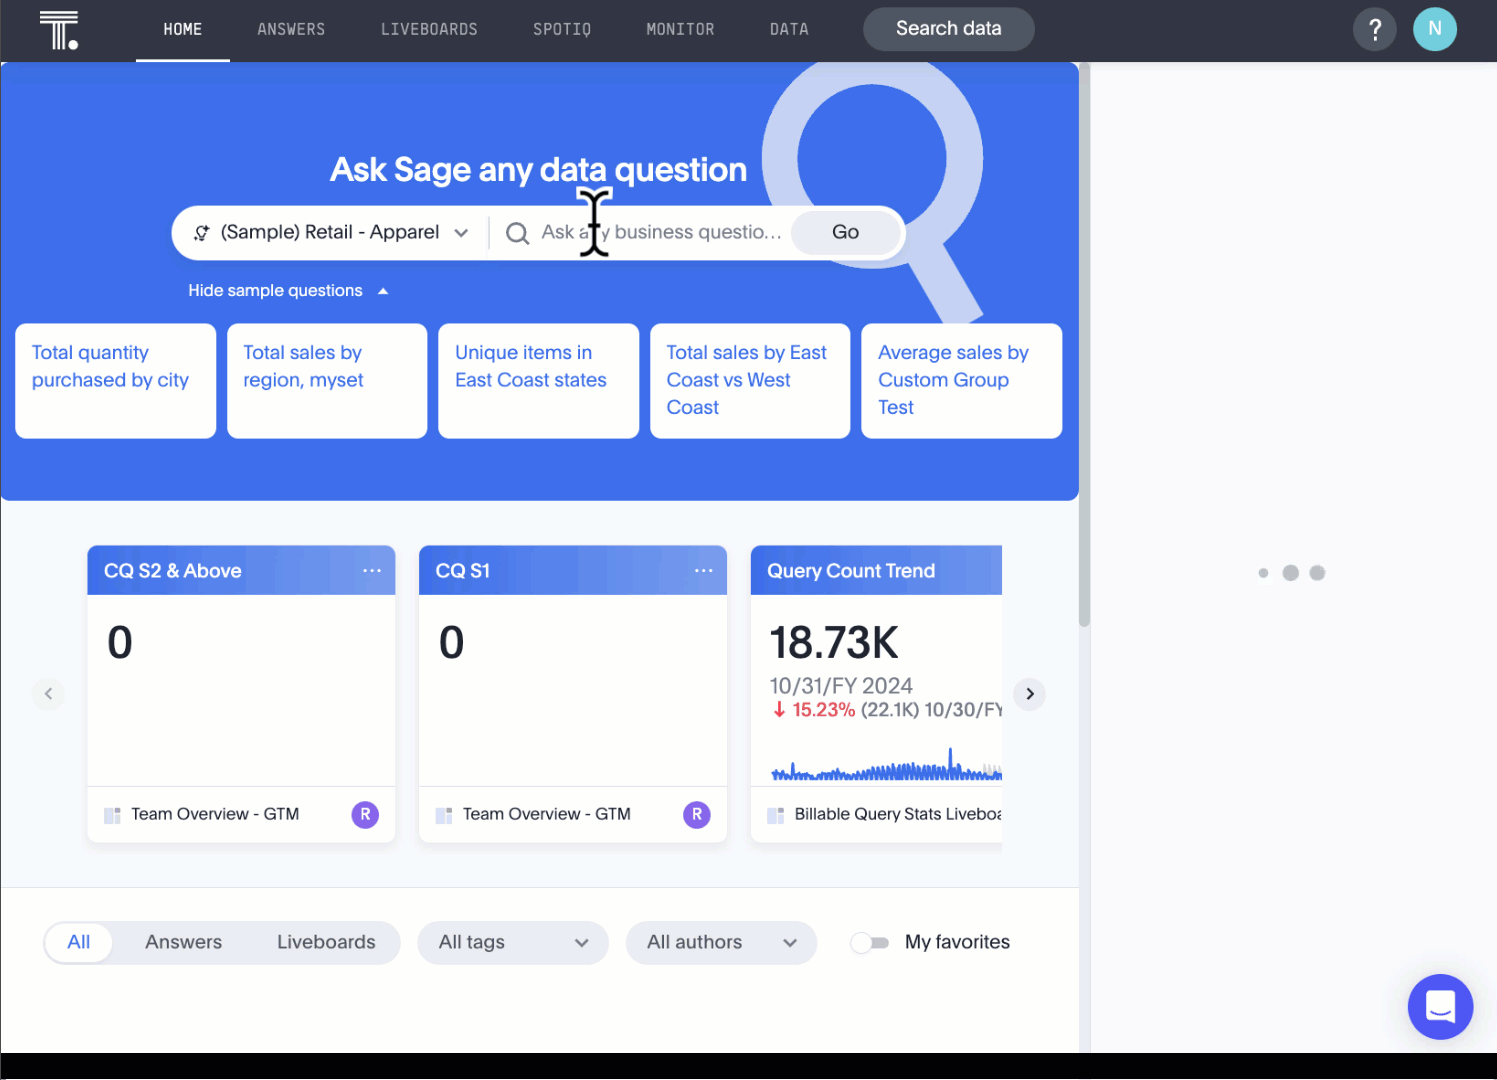 T.
HOME
ANSWERS
LIVEBOARDS
SPOTIQ
MONITOR
DATA
Search data
?
N
Ask Sage any data question
(Sample) Retail - Apparel
Ask any business questio...
Go
Hide sample questions
Total quantity
purchased by city
Total sales by
region, myset
Unique items in
East Coast states
Total sales by East
Coast vs West
Coast
Average sales by
Custom Group
Test
CQ S2 & Above
...
0
Team Overview - GTM
R
CQ S1
...
0
Team Overview - GTM
R
Query Count Trend
18.73K
10/31/FY 2024
↓ 15.23% (22.1K) 10/30/FY
Billable Query Stats Liveboa
All
Answers
Liveboards
All tags
All authors
My favorites